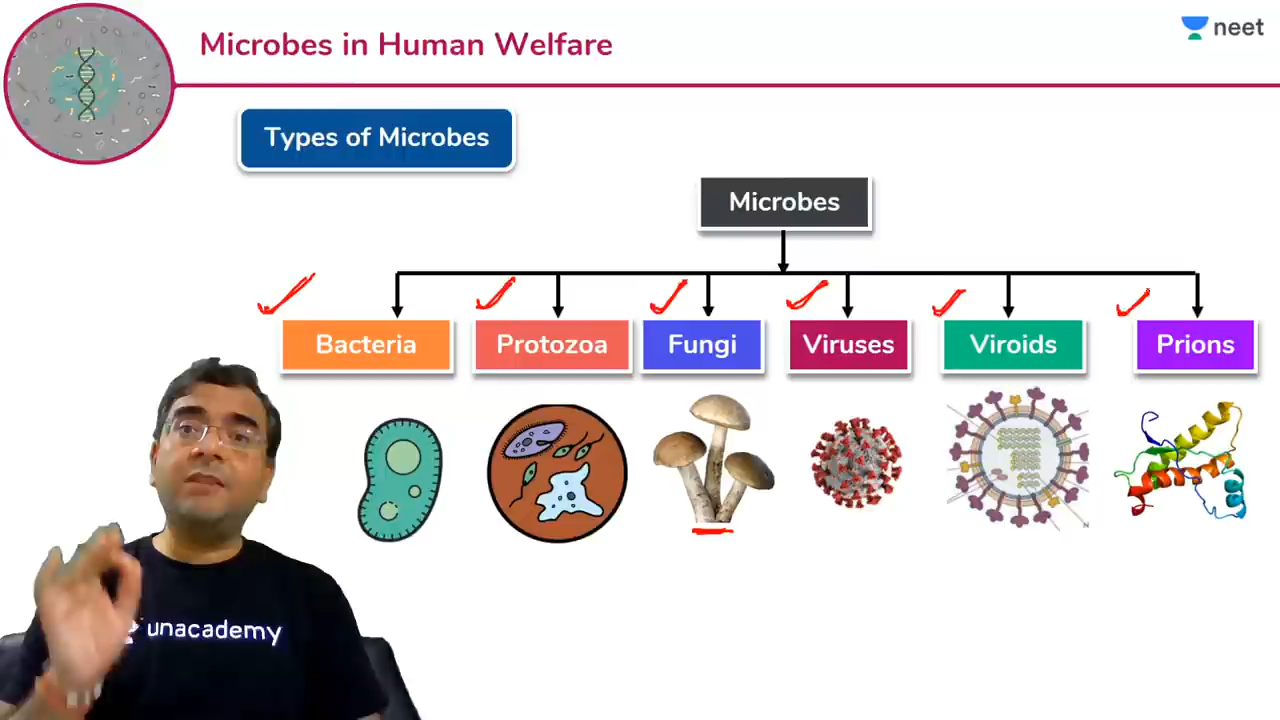 Microbes in Human Welfare
neet
Types of Microbes
Microbes
Bacteria
Protozoa
Fungi
Viruses
Viroids
Prions
N
unacademy